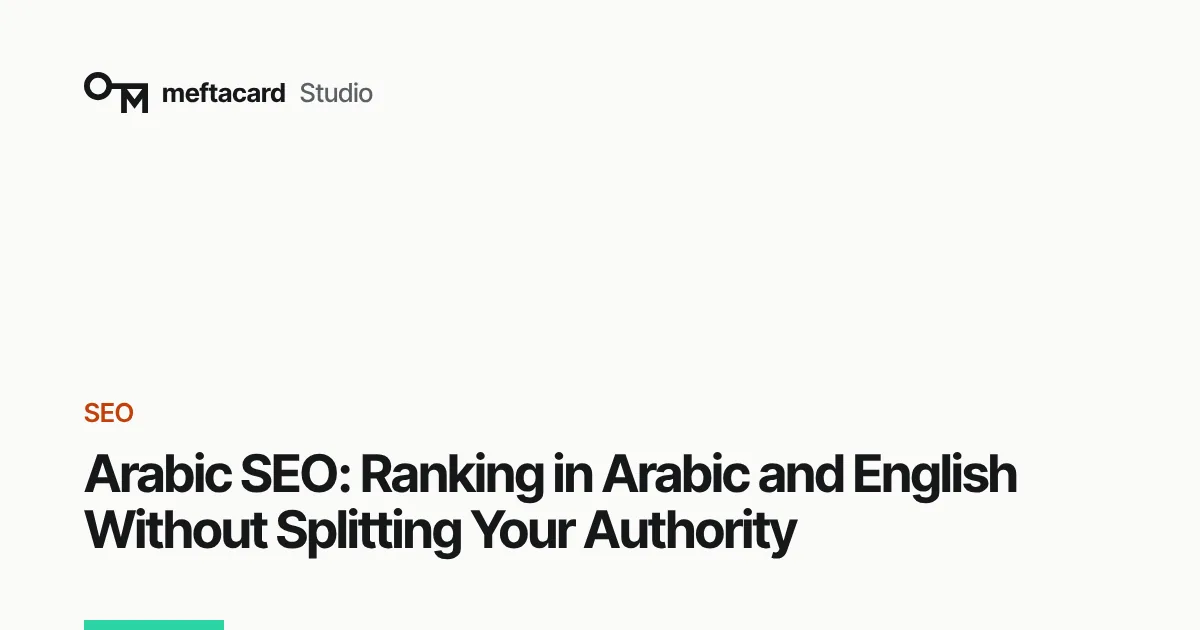 meftacard Studio
SEO
Arabic SEO: Ranking in Arabic and English
Without Splitting Your Authority